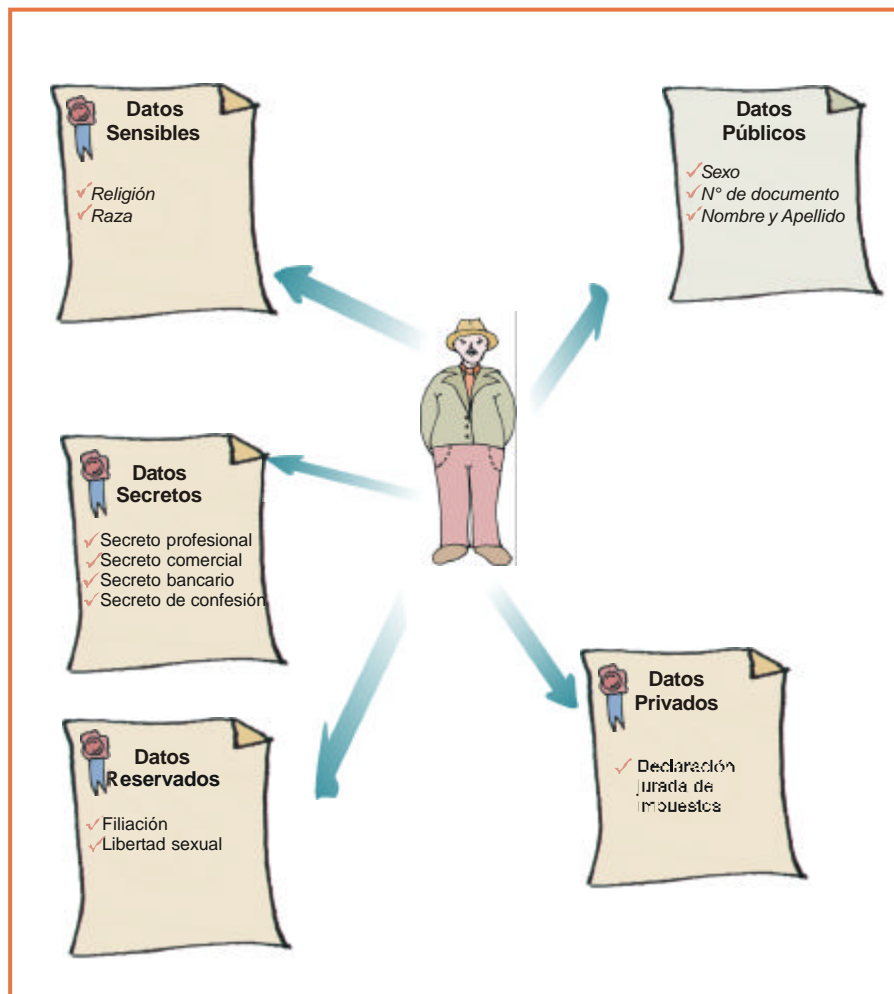 Datos
Sensibles
Religión
Raza
Datos
Públicos
Sexo
N° de documento
Nombre y Apellido
Datos
Secretos
Secreto profesional
Secreto comercial
Secreto bancario
Secreto de confesión
Datos
Privados
Declaración
jurada de
impuestos
Datos
Reservados
Filiación
Libertad sexual